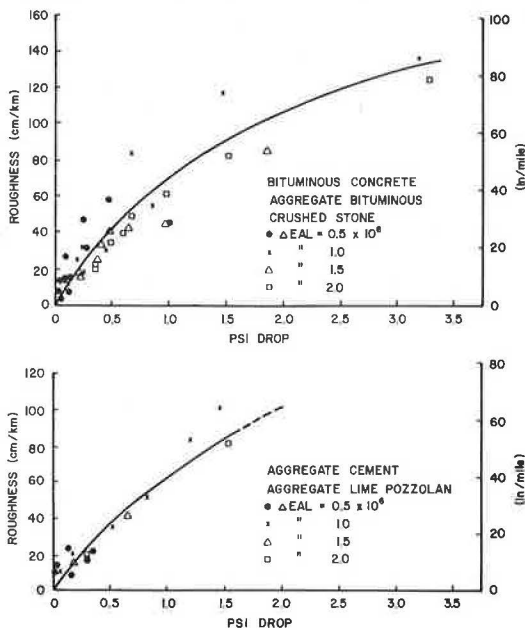 160
140
120
100
80
60
40
20
0
ROUGHNESS (cm/km)
100
80
60
40
20
0
(in/mile)
BITUMINOUS CONCRETE
AGGREGATE BITUMINOUS
CRUSHED STONE
● △EAL = 0.5 x 10⁶
x " 1.0
△ " 1.5
□ " 2.0
0 0.5 1.0 1.5 2.0 2.5 3.0 3.5
PSI DROP
120
100
80
60
40
20
0
ROUGHNESS (cm/km)
80
60
40
20
0
(in/mile)
AGGREGATE CEMENT
AGGREGATE LIME POZZOLAN
● △EAL = 0.5 x 10⁶
x " 1.0
△ " 1.5
□ " 2.0
0 0.5 1.0 1.5 2.0 2.5 3.0 3.5
PSI DROP